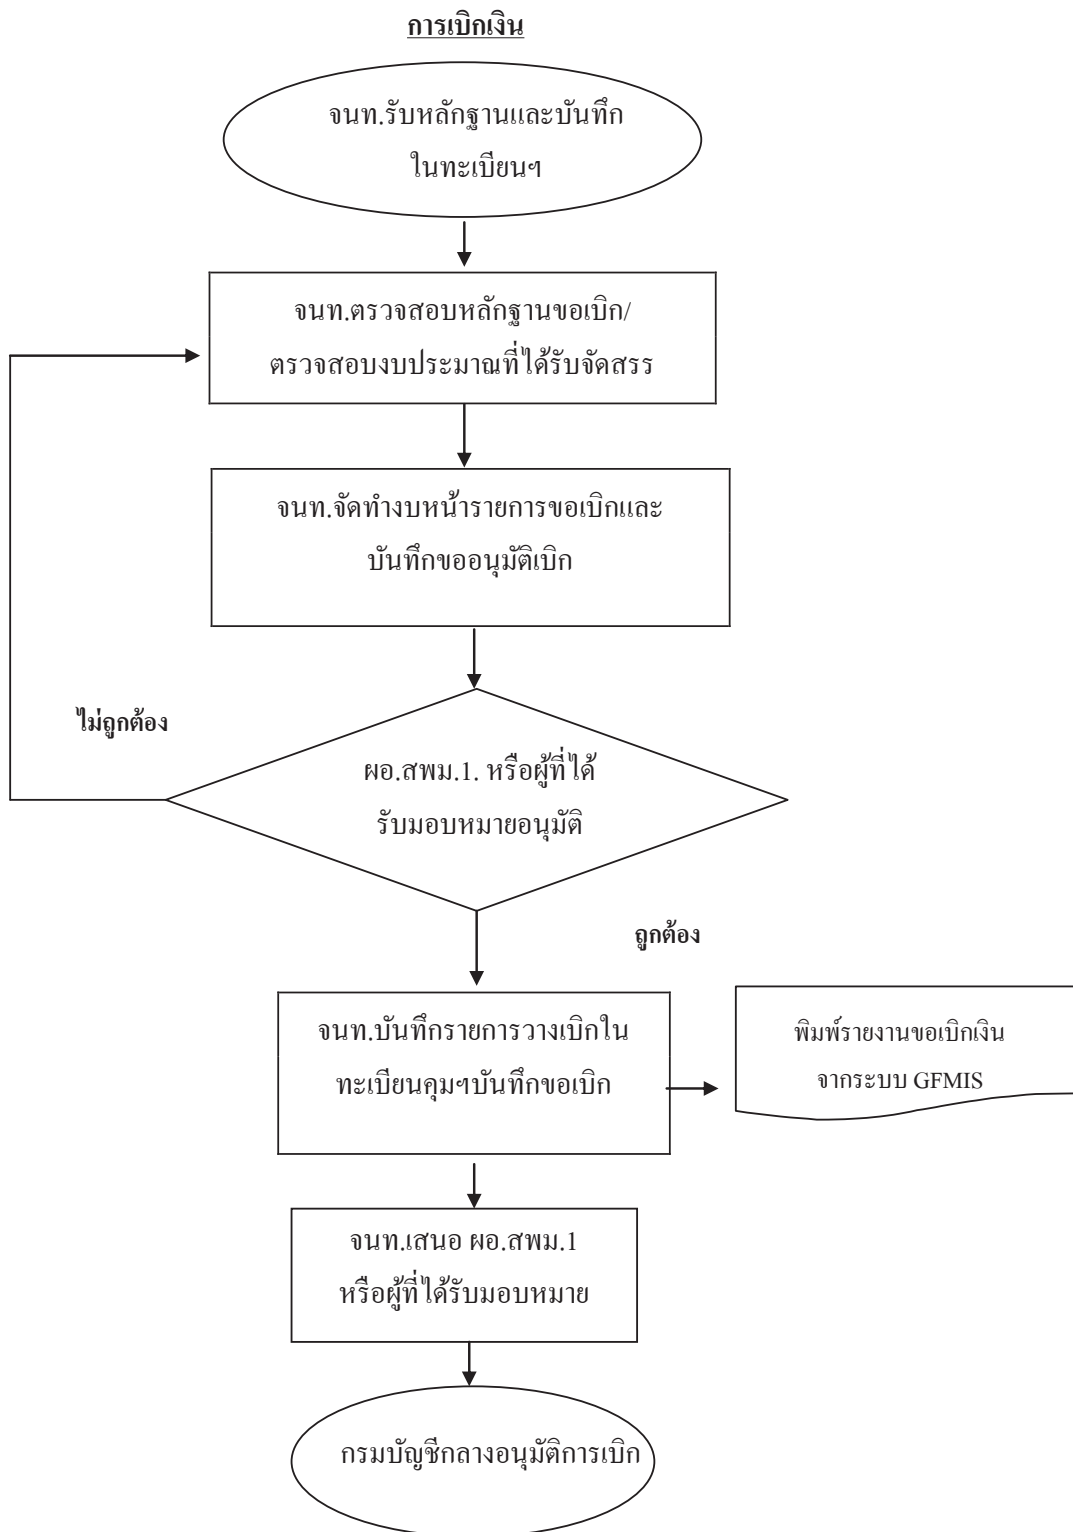 การเบิกเงิน
จนท.รับหลักฐานและบันทึก
ในทะเบียนฯ
จนท.ตรวจสอบหลักฐานขอเบิก/
ตรวจสอบงบประมาณที่ได้รับจัดสรร
จนท.จัดทำงบหน้ารายการขอเบิกและ
บันทึกขออนุมัติเบิก
ไม่ถูกต้อง
ผอ.สพม.1. หรือผู้ที่ได้
รับมอบหมายอนุมัติ
ถูกต้อง
จนท.บันทึกรายการวางเบิกใน
ทะเบียนคุมฯบันทึกขอเบิก
พิมพ์รายงานขอเบิกเงิน
จากระบบ GFMIS
จนท.เสนอ ผอ.สพม.1
หรือผู้ที่ได้รับมอบหมาย
กรมบัญชีกลางอนุมัติการเบิก